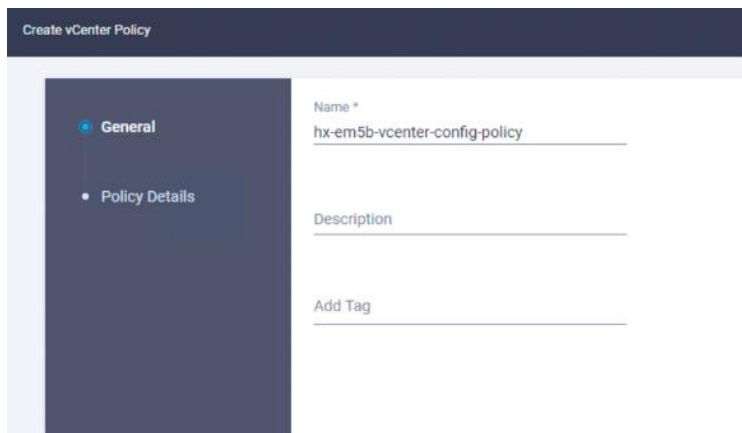 Create vCenter Policy
General
Policy Details
Name *
hx-em5b-vcenter-config-policy
Description
Add Tag